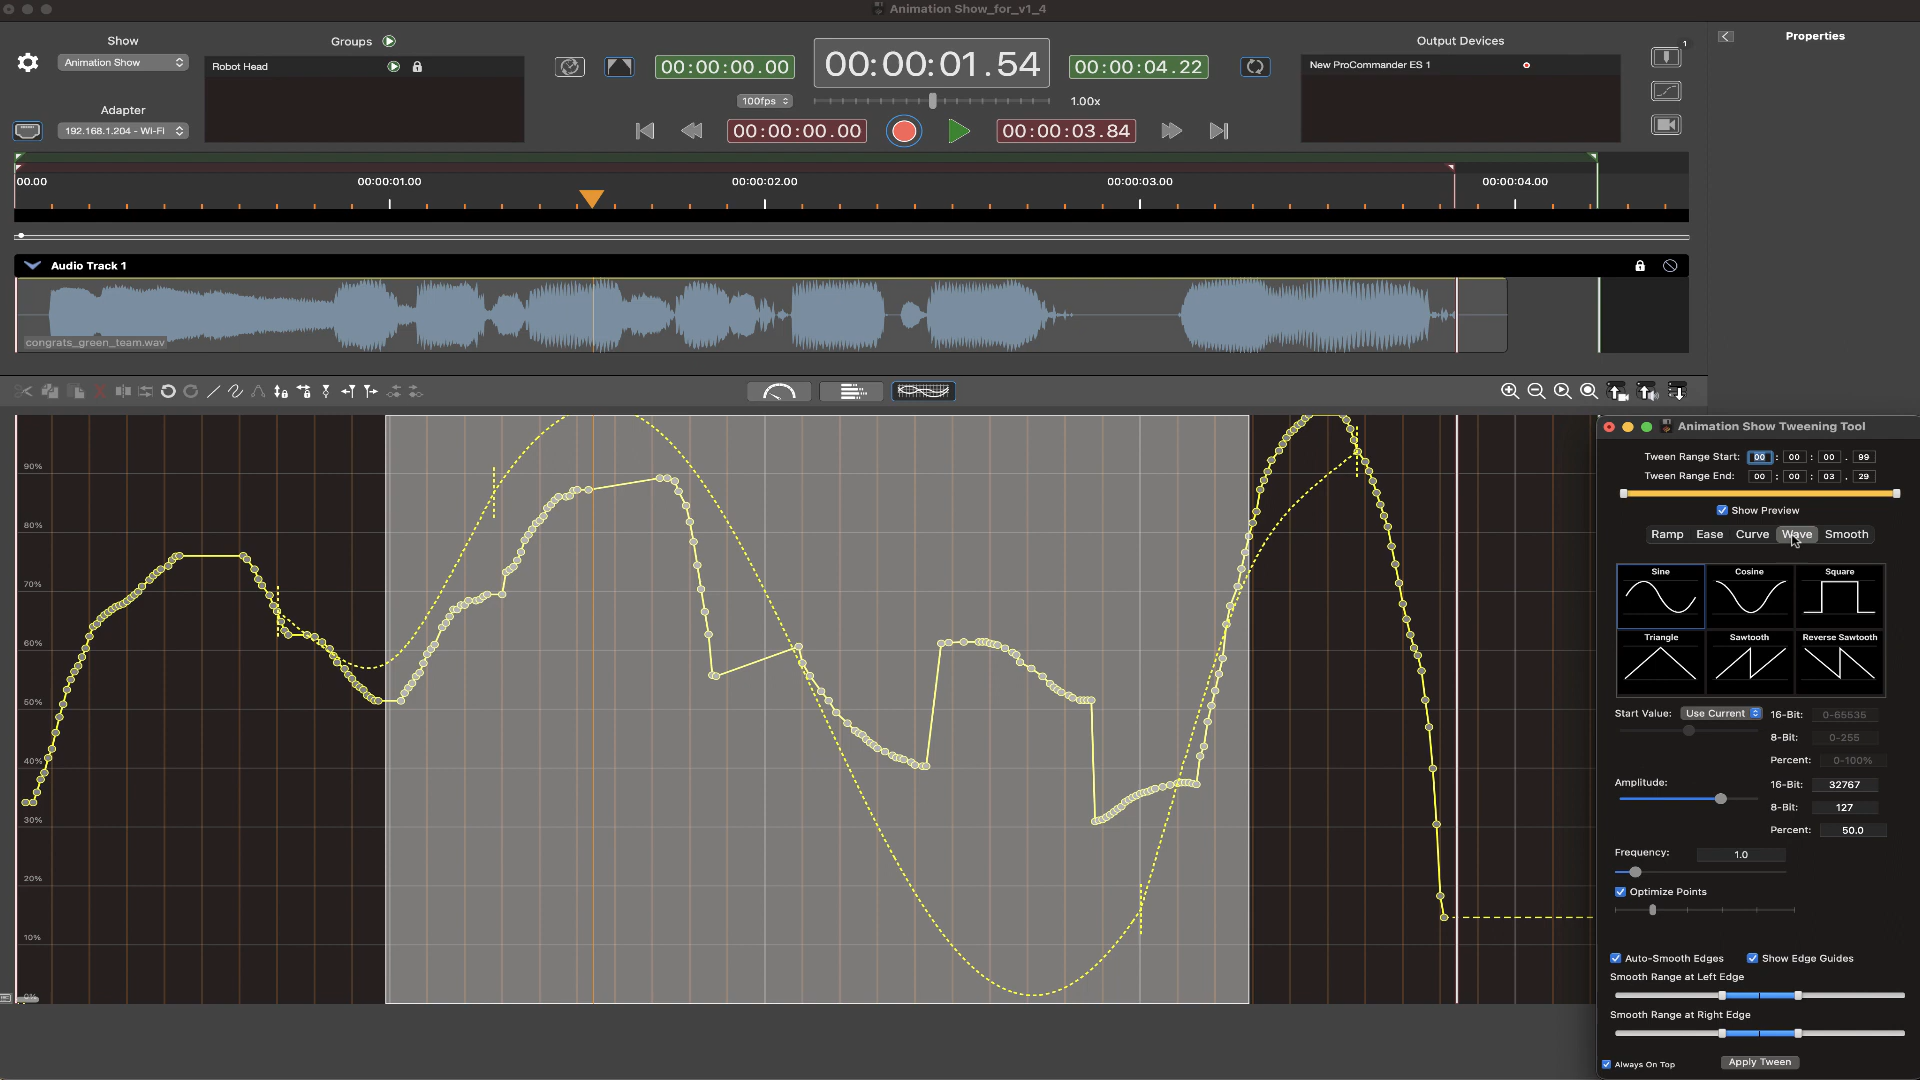 Animation Show_for_v1_4
Show
Animation Show
Adapter
192.168.1.204 - Wi-Fi
Groups
Robot Head
00:00:00.00
00:00:01.54
00:00:04.22
100fps
1.00x
00:00:00.00
00:00:03.84
Output Devices
New ProCommander ES 1
1
Properties
00.00
00:00:01.00
00:00:02.00
00:00:03.00
00:00:04.00
Audio Track 1
congrats_green_team.wav
90%
80%
70%
60%
50%
40%
30%
20%
10%
0%
Animation Show Tweening Tool
Tween Range Start: 00 : 00 : 00 . 99
Tween Range End: 00 : 00 : 03 . 29
Show Preview
Ramp Ease Curve Wave Smooth
Sine Cosine Square
Triangle Sawtooth Reverse Sawtooth
Start Value: Use Current 16-Bit: 0-65535
8-Bit: 0-255
Percent: 0-100%
Amplitude: 16-Bit: 32767
8-Bit: 127
Percent: 50.0
Frequency: 1.0
Optimize Points
Auto-Smooth Edges Show Edge Guides
Smooth Range at Left Edge
Smooth Range at Right Edge
Always On Top Apply Tween